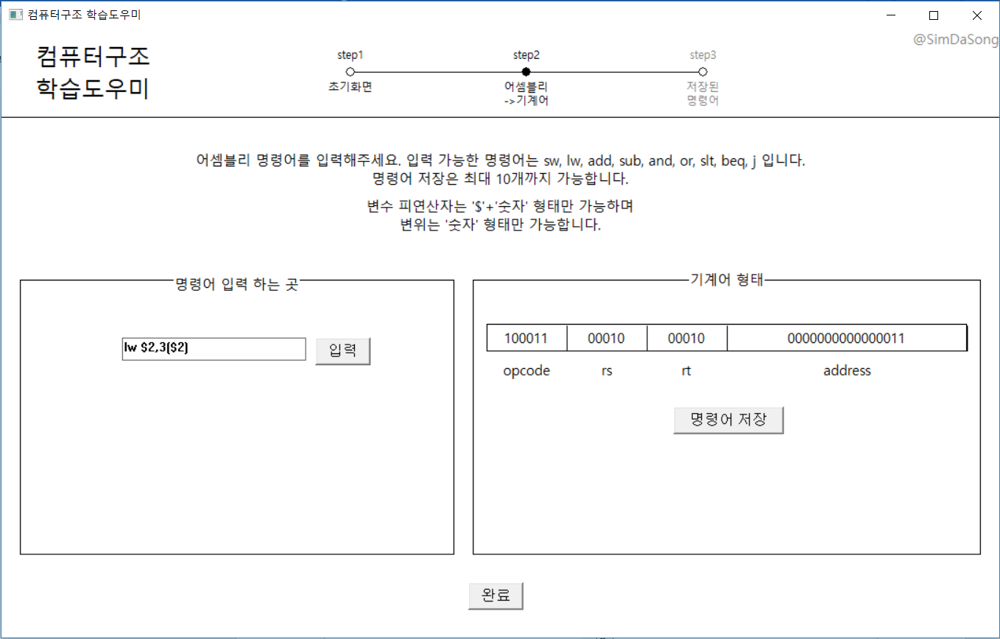 컴퓨터구조 학습도우미
@SimDaSong
컴퓨터구조
학습도우미
step1
초기화면
step2
어셈블리
->기계어
step3
저장된
명령어
어셈블리 명령어를 입력해주세요. 입력 가능한 명령어는 sw, lw, add, sub, and, or, slt, beq, j 입니다.
명령어 저장은 최대 10개까지 가능합니다.
변수 피연산자는 '$'+'숫자' 형태만 가능하며
변위는 '숫자' 형태만 가능합니다.
명령어 입력 하는 곳
lw $2,3($2)
입력
기계어 형태
100011 00010 00010 0000000000000011
opcode rs rt address
명령어 저장
완료